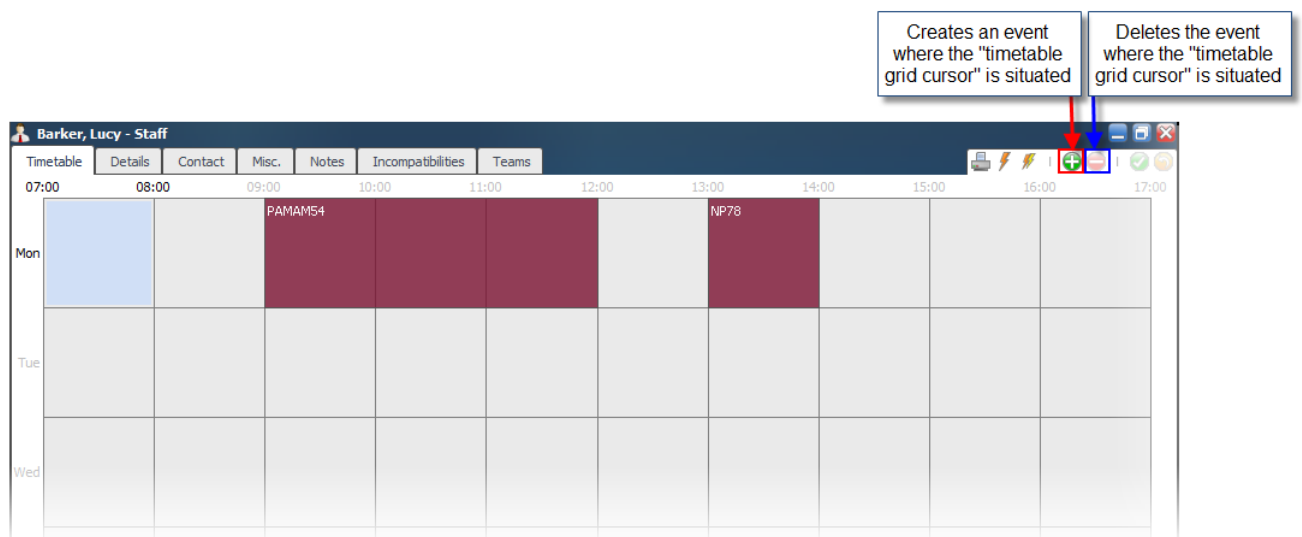 Creates an event
where the "timetable
grid cursor" is situated
Deletes the event
where the "timetable
grid cursor" is situated
Barker, Lucy - Staff
Timetable Details Contact Misc. Notes Incompatibilities Teams
07:00 08:00 09:00 10:00 11:00 12:00 13:00 14:00 15:00 16:00 17:00
PAMAM54 NP78
Mon
Tue
Wed